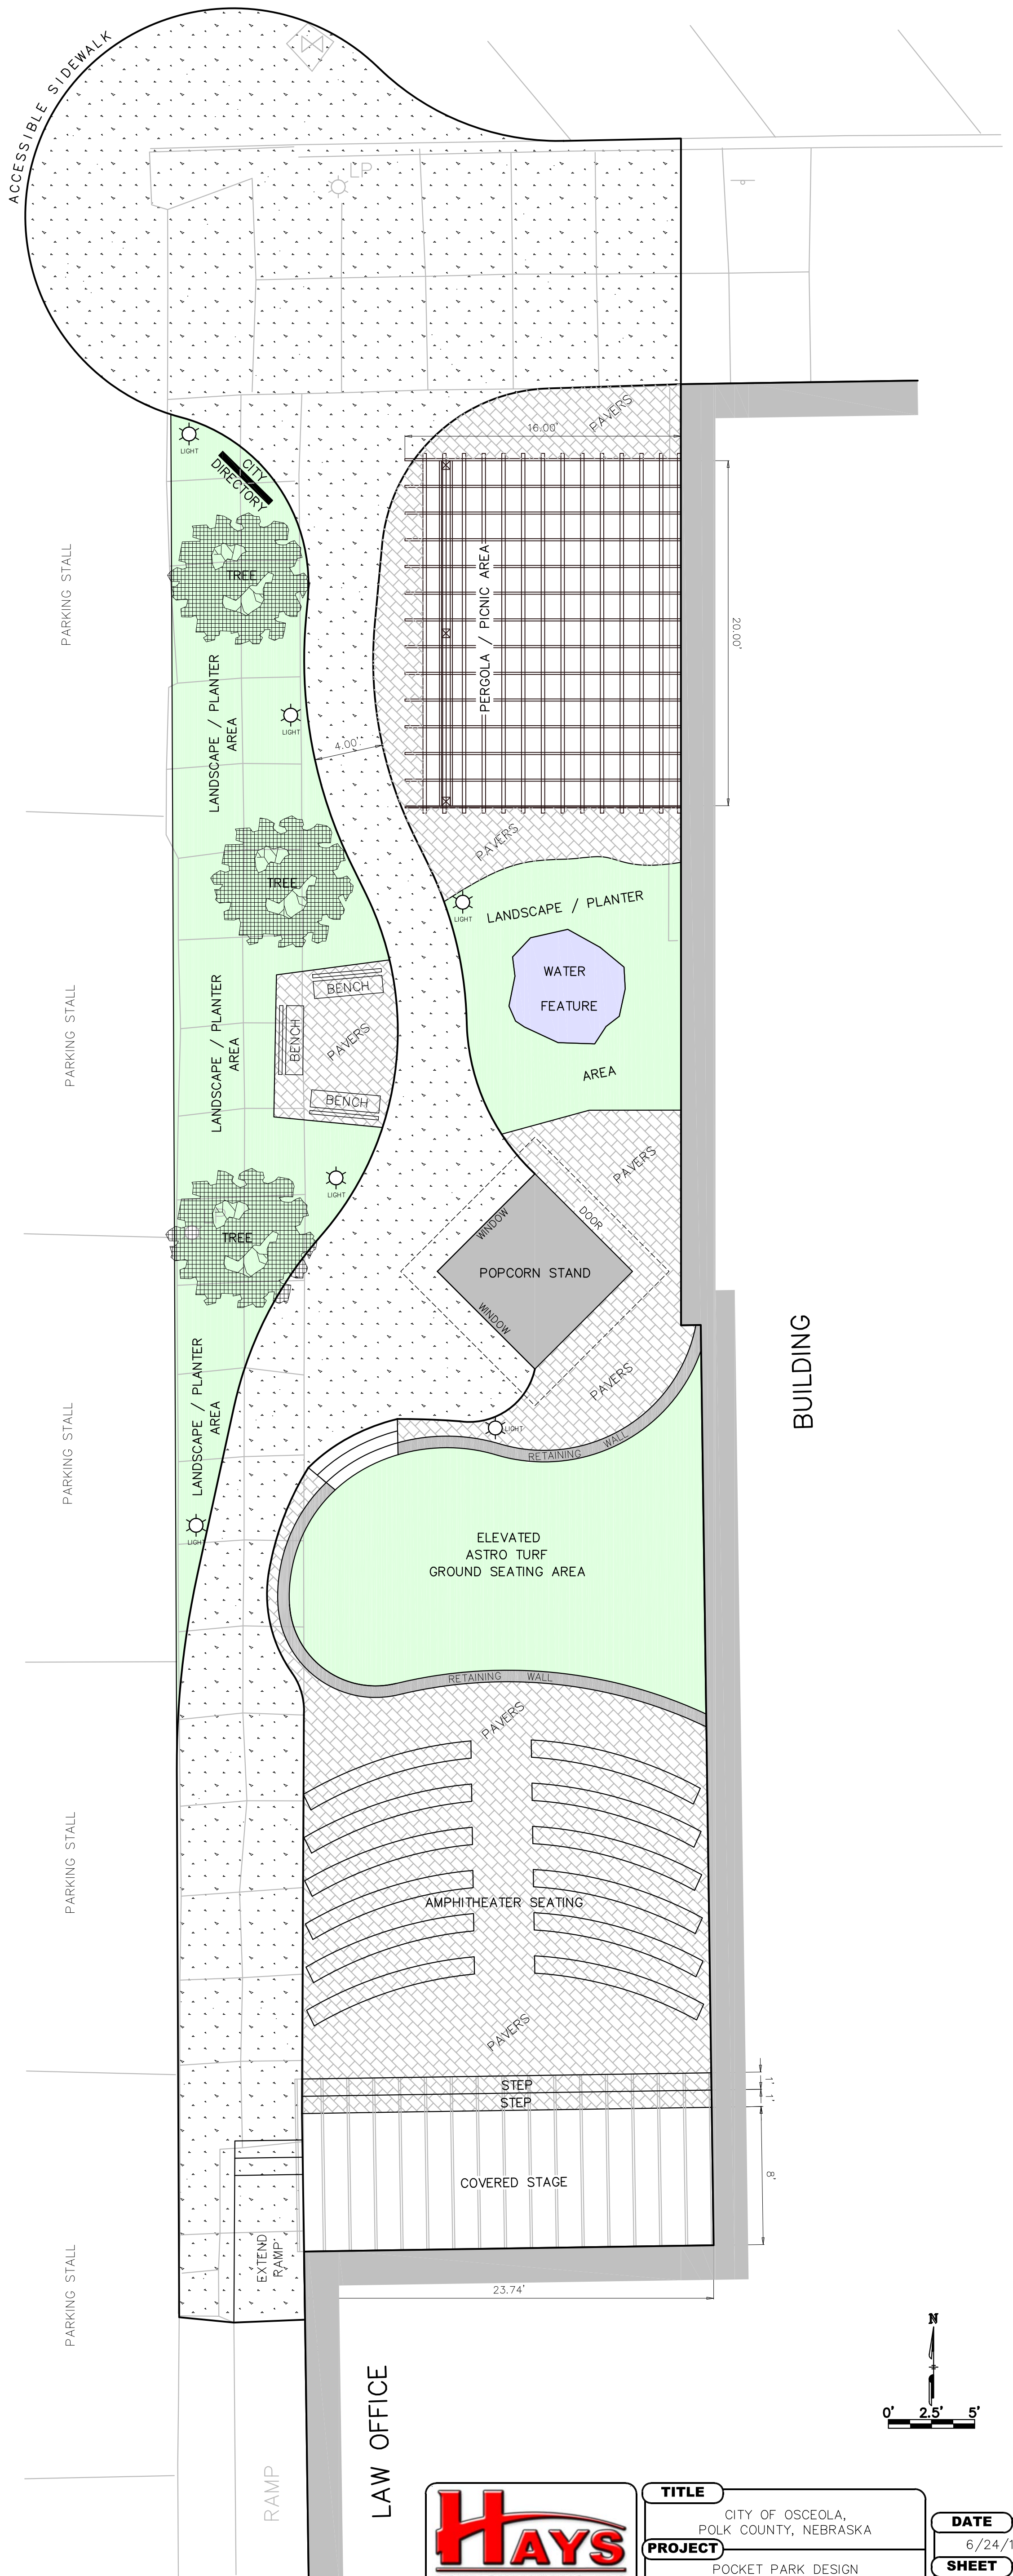 ACCESSIBLE SIDEWALK
LP
PAVERS
16.00'
LIGHT
CITY
DIRECTORY
TREE
PARKING STALL
PERGOLA / PICNIC AREA
20.00'
LANDSCAPE / PLANTER
AREA
LIGHT
4.00'
PAVERS
TREE
LIGHT
LANDSCAPE / PLANTER
WATER
FEATURE
AREA
BENCH
BENCH
PAVERS
BENCH
LANDSCAPE / PLANTER
AREA
PARKING STALL
LIGHT
PAVERS
TREE
WINDOW
DOOR
POPCORN STAND
WINDOW
PAVERS
BUILDING
LANDSCAPE / PLANTER
AREA
PARKING STALL
LIGHT
RETAINING WALL
LIGHT
ELEVATED
ASTRO TURF
GROUND SEATING AREA
RETAINING WALL
PAVERS
PARKING STALL
AMPHITHEATER SEATING
PAVERS
STEP
STEP
1'
1'
8'
COVERED STAGE
EXTEND
RAMP
PARKING STALL
23.74'
N
0' 2.5' 5'
LAW OFFICE
RAMP
HAYS
TITLE
CITY OF OSCEOLA,
POLK COUNTY, NEBRASKA
PROJECT
POCKET PARK DESIGN
DATE
6/24/1
SHEET